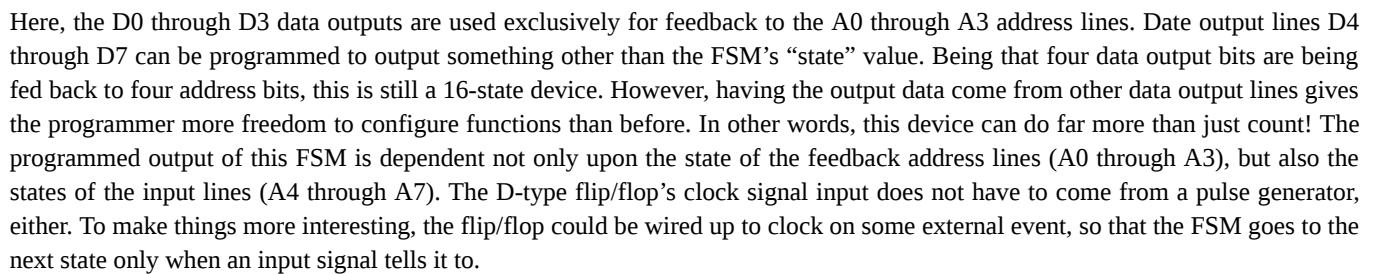 Here, the D0 through D3 data outputs are used exclusively for feedback to the A0 through A3 address lines. Date output lines D4
through D7 can be programmed to output something other than the FSM’s “state” value. Being that four data output bits are being
fed back to four address bits, this is still a 16-state device. However, having the output data come from other data output lines gives
the programmer more freedom to configure functions than before. In other words, this device can do far more than just count! The
programmed output of this FSM is dependent not only upon the state of the feedback address lines (A0 through A3), but also the
states of the input lines (A4 through A7). The D-type flip/flop’s clock signal input does not have to come from a pulse generator,
either. To make things more interesting, the flip/flop could be wired up to clock on some external event, so that the FSM goes to the
next state only when an input signal tells it to.